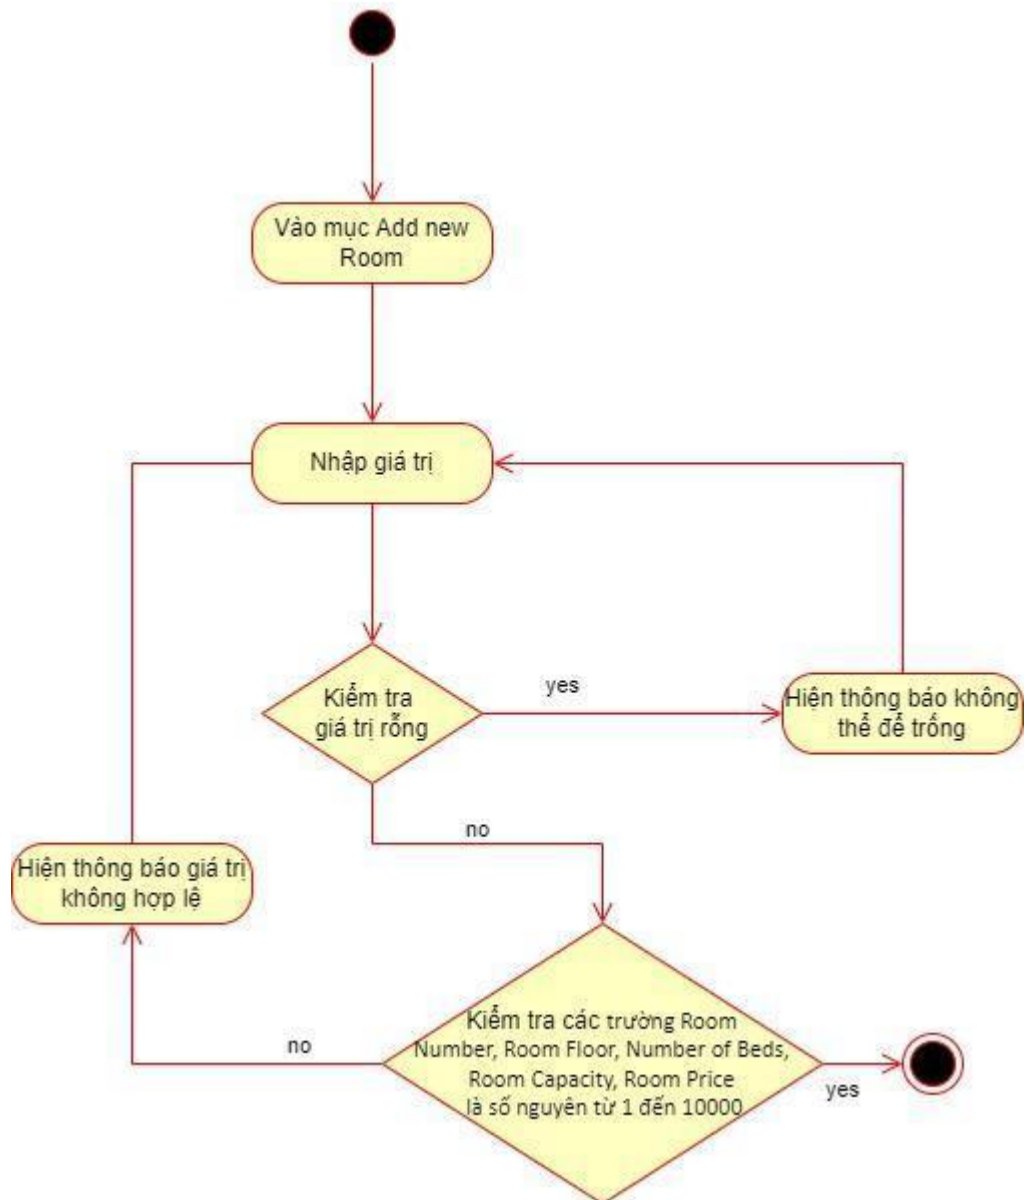 Vào mục Add new
Room
Nhập giá trị
Kiểm tra
giá trị rỗng
yes
Hiện thông báo không
thể để trống
no
Hiện thông báo giá trị
không hợp lệ
Kiểm tra các trường Room
Number, Room Floor, Number of Beds,
Room Capacity, Room Price
là số nguyên từ 1 đến 10000
no
yes